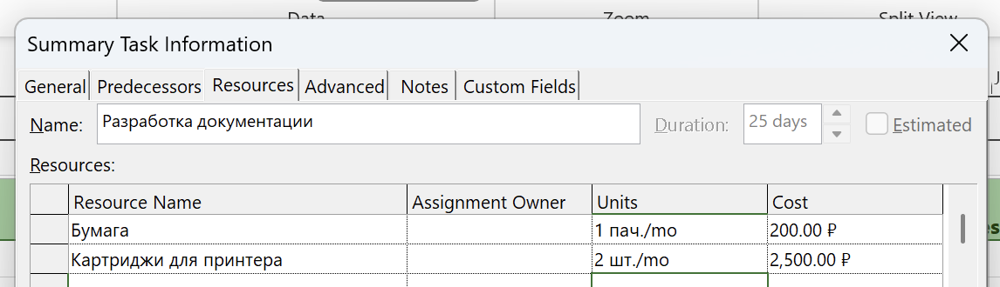 Data Zoom Split View
Summary Task Information
General Predecessors Resources Advanced Notes Custom Fields
Name: Разработка документации Duration: 25 days Estimated
Resources:
Resource Name Assignment Owner Units Cost
Бумага 1 пач./mo 200.00 ₽
Картриджи для принтера 2 шт./mo 2,500.00 ₽